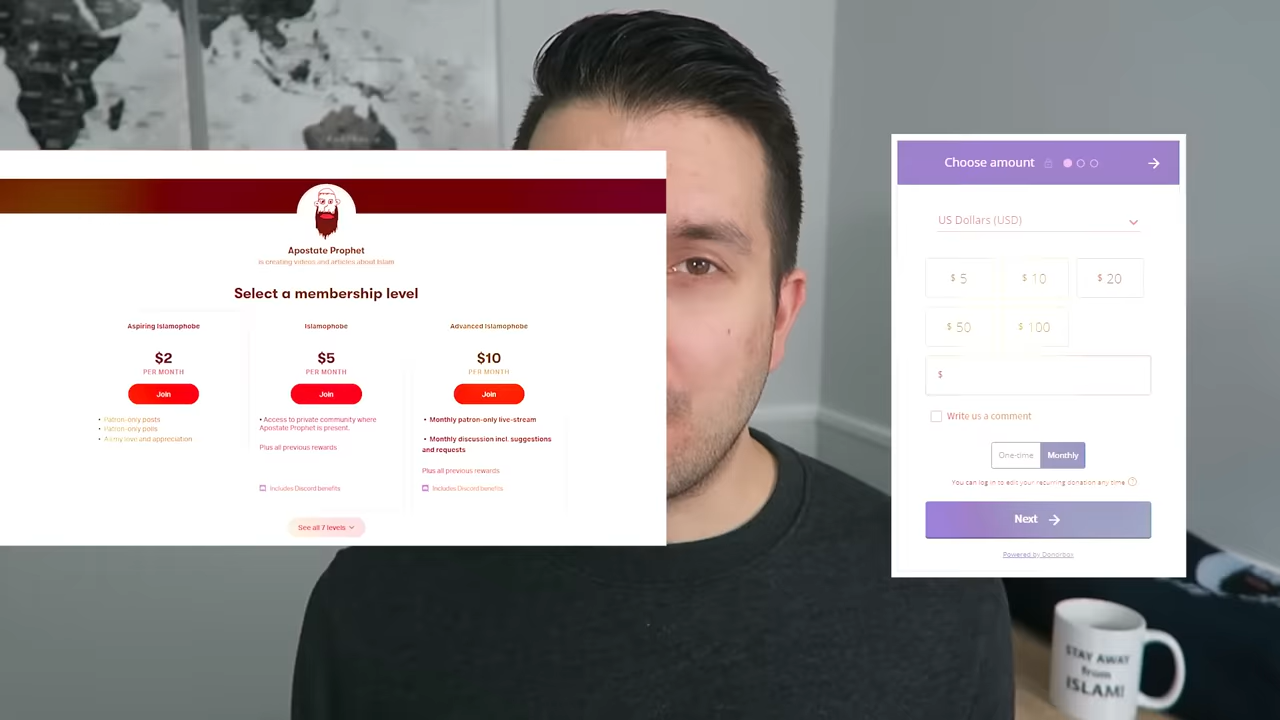 Apostate Prophet
is creating videos and articles about Islam
Select a membership level
Aspiring Islamophobe
$2
PER MONTH
Join
• Patron-only posts
• Patron-only polls
• All my love and appreciation
Islamophobe
$5
PER MONTH
Join
• Access to private community where
Apostate Prophet is present.
Plus all previous rewards
Includes Discord benefits
Advanced Islamophobe
$10
PER MONTH
Join
• Monthly patron-only live-stream
• Monthly discussion incl. suggestions
and requests
Plus all previous rewards
Includes Discord benefits
See all 7 levels
Choose amount
US Dollars (USD)
$ 5
$ 10
$ 20
$ 50
$ 100
$
Write us a comment
One-time
Monthly
You can log in to edit your recurring donation any time
Next
Powered by Donorbox
STAY AWAY
from
ISLAM!